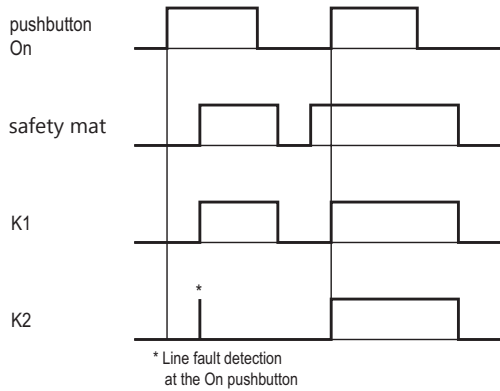 pushbutton
On
safety mat
K1
*
K2
* Line fault detection
at the On pushbutton